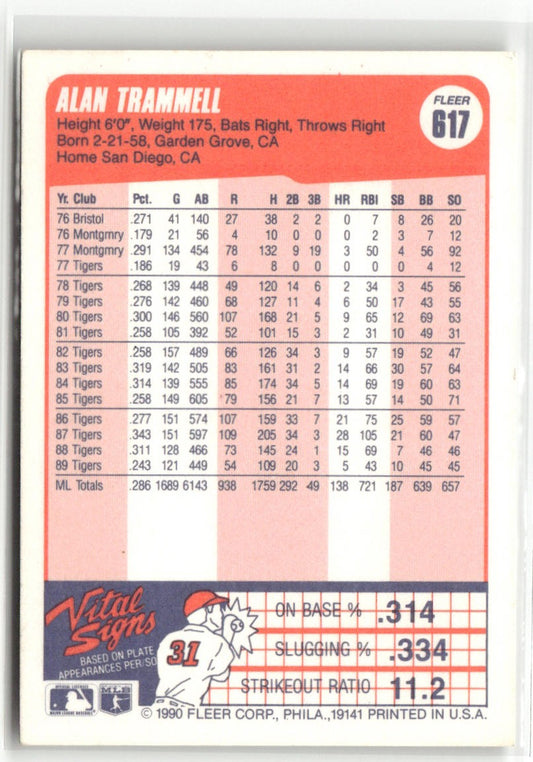 ALAN TRAMMELL
FLEER
617
Height 6'0", Weight 175, Bats Right, Throws Right
Born 2-21-58, Garden Grove, CA
Home San Diego, CA
Yr. Club Pct. G AB R H 2B 3B HR RBI SB BB SO
76 Bristol .271 41 140 27 38 2 2 0 7 8 26 20
76 Montgmry .179 21 56 4 10 0 0 0 2 3 7 12
77 Montgmry .291 134 454 78 132 9 19 3 50 4 56 92
77 Tigers .186 19 43 6 8 0 0 0 0 0 4 12
78 Tigers .268 139 448 49 120 14 6 2 34 3 45 56
79 Tigers .276 142 460 68 127 11 4 6 50 17 43 55
80 Tigers .300 146 560 107 168 21 5 9 65 12 69 63
81 Tigers .258 105 392 52 101 15 3 2 31 10 49 31
82 Tigers .258 157 489 66 126 34 3 9 57 19 52 47
83 Tigers .319 142 505 83 161 31 2 14 66 30 57 64
84 Tigers .314 139 555 85 174 34 5 14 69 19 60 63
85 Tigers .258 149 605 79 156 21 7 13 57 14 50 71
86 Tigers .277 151 574 107 159 33 7 21 75 25 59 57
87 Tigers .343 151 597 109 205 34 3 28 105 21 60 47
88 Tigers .311 128 466 73 145 24 1 15 69 7 46 46
89 Tigers .243 121 449 54 109 20 3 5 43 10 45 45
ML Totals .286 1689 6143 938 1759 292 49 138 721 187 639 657
Vital Signs
BASED ON PLATE
APPEARANCES PER/SO
31
ON BASE % .314
SLUGGING % .334
STRIKEOUT RATIO 11.2
MLB
MAJOR LEAGUE BASEBALL
© 1990 FLEER CORP., PHILA.,19141 PRINTED IN U.S.A.